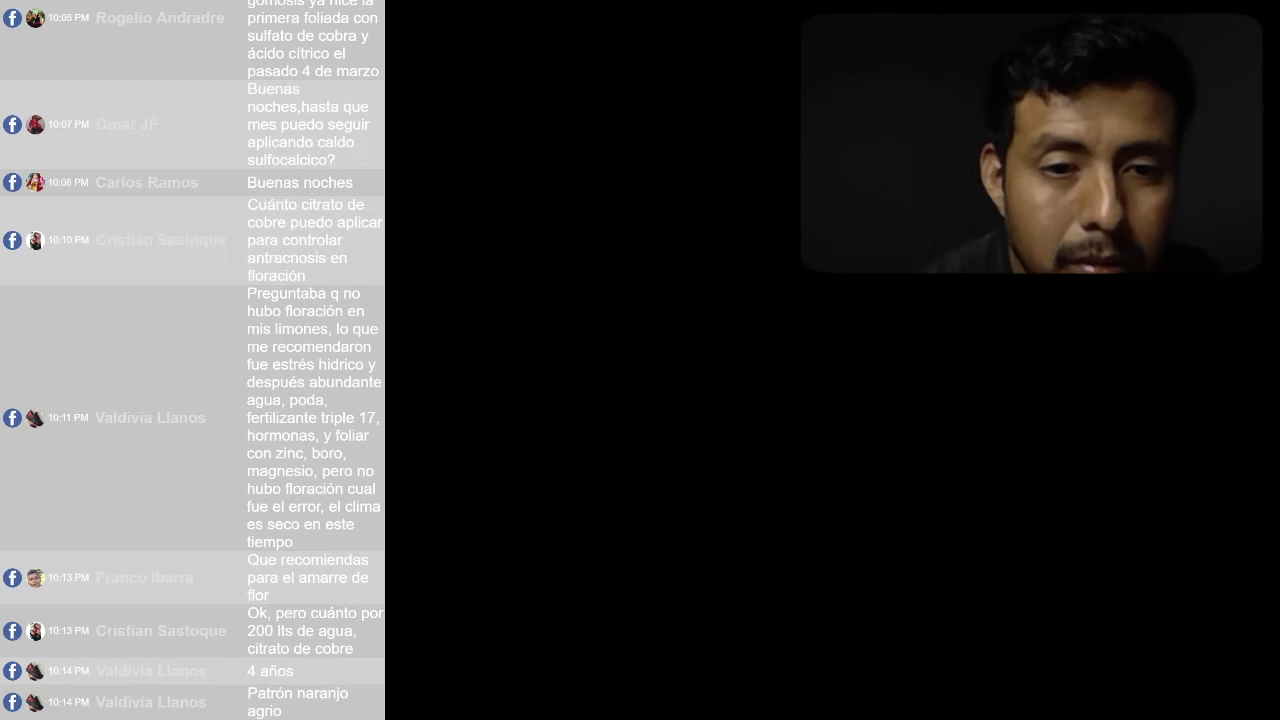 gomosis ya hice la
10:05 PM Rogelio Andradre primera foliada con
sulfato de cobra y
ácido cítrico el
pasado 4 de marzo
Buenas
noches,hasta que
10:07 PM Omar JF mes puedo seguir
aplicando caldo
sulfocalcico?
10:08 PM Carlos Ramos Buenas noches
Cuánto citrato de
cobre puedo aplicar
10:10 PM Cristian Sastoque para controlar
antracnosis en
floración
Preguntaba q no
hubo floración en
mis limones, lo que
me recomendaron
fue estrés hidrico y
después abundante
agua, poda,
10:11 PM Valdivia Llanos fertilizante triple 17,
hormonas, y foliar
con zinc, boro,
magnesio, pero no
hubo floración cual
fue el error, el clima
es seco en este
tiempo
Que recomiendas
10:13 PM Franco Ibarra para el amarre de
flor
Ok, pero cuánto por
10:13 PM Cristian Sastoque 200 lts de agua,
citrato de cobre
10:14 PM Valdivia Llanos 4 años
10:14 PM Valdivia Llanos Patrón naranjo
agrio